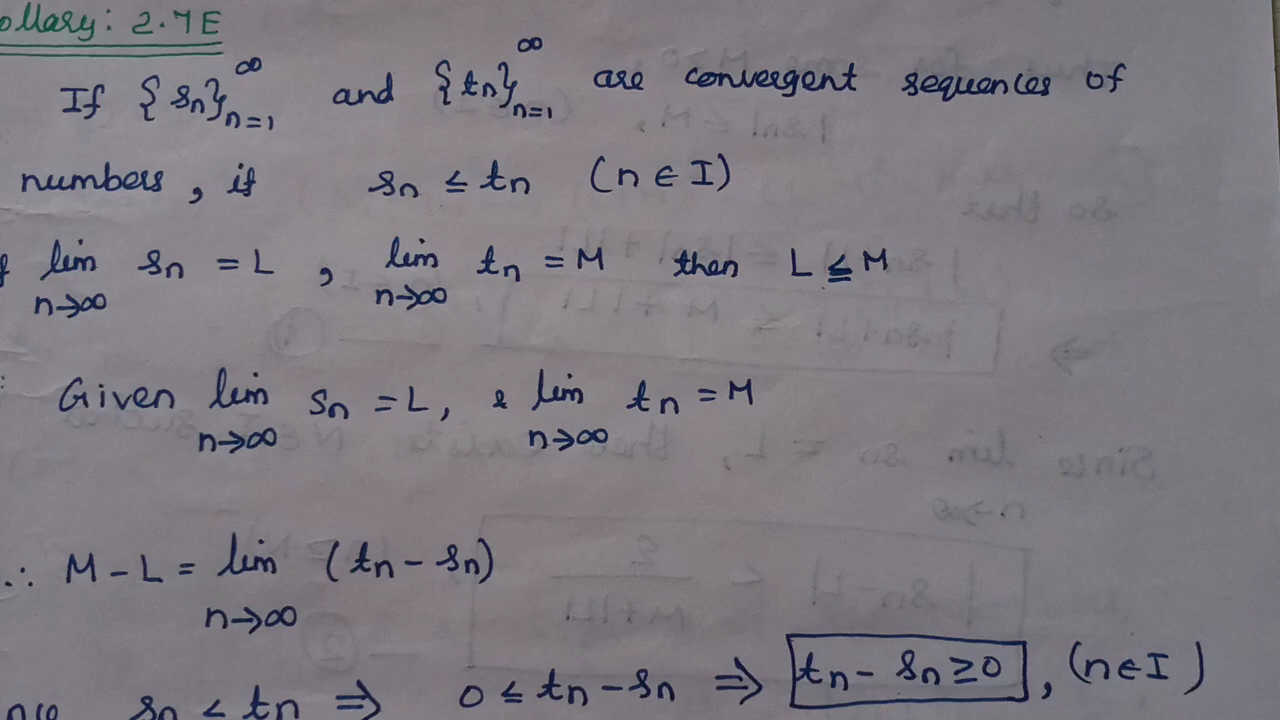 ollary: 2.7E
If {sn}∞n=1 and {tn}∞n=1 are convergent sequences of
numbers, if sn ≤ tn (n ∈ I)
lim n→∞ sn = L, lim n→∞ tn = M then L ≤ M
Given lim n→∞ sn = L, & lim n→∞ tn = M
∴ M - L = lim n→∞ (tn - sn)
sn ≤ tn ⇒ 0 ≤ tn - sn ⇒ tn - sn ≥ 0, (n∈I)